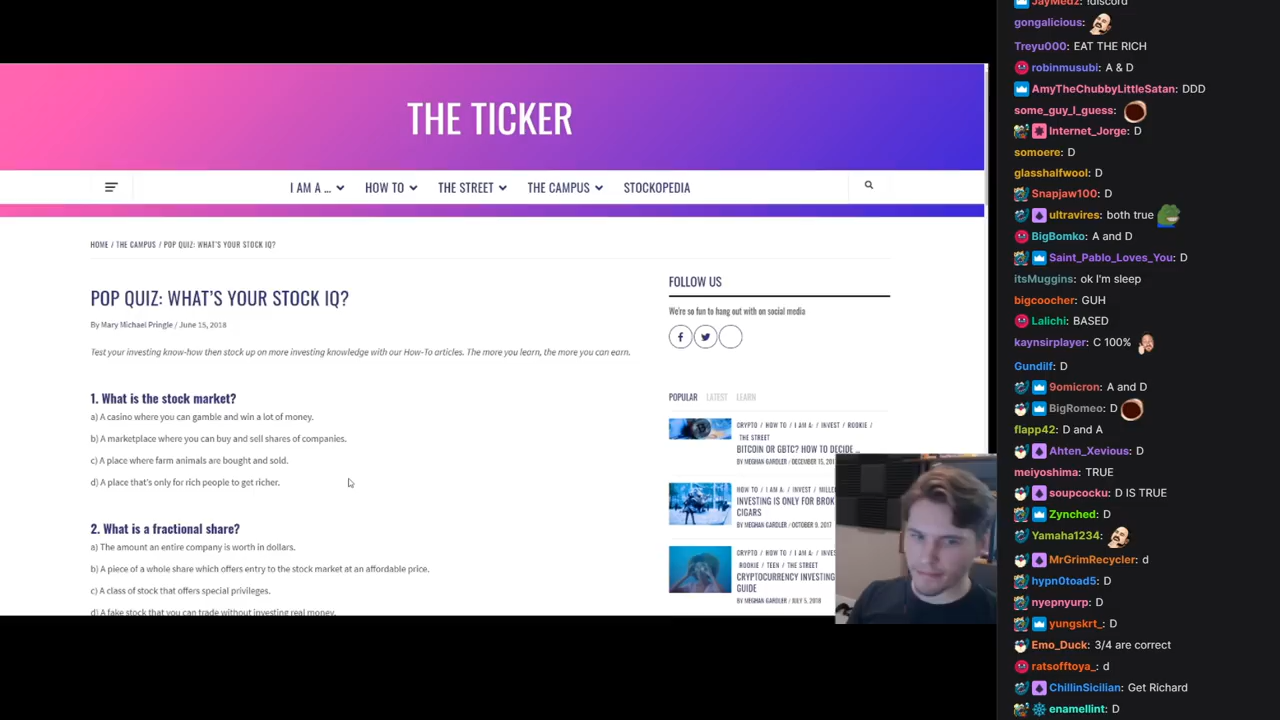 THE TICKER
I AM A ...
HOW TO
THE STREET
THE CAMPUS
STOCKOPEDIA
HOME / THE CAMPUS / POP QUIZ: WHAT'S YOUR STOCK IQ?
POP QUIZ: WHAT'S YOUR STOCK IQ?
By Mary Michael Pringle / June 15, 2018
Test your investing know-how then stock up on more investing knowledge with our How-To articles. The more you learn, the more you can earn.
1. What is the stock market?
a) A casino where you can gamble and win a lot of money.
b) A marketplace where you can buy and sell shares of companies.
c) A place where farm animals are bought and sold.
d) A place that's only for rich people to get richer.
2. What is a fractional share?
a) The amount an entire company is worth in dollars.
b) A piece of a whole share which offers entry to the stock market at an affordable price.
c) A class of stock that offers special privileges.
d) A fake stock that you can trade without investing real money.
FOLLOW US
We're so fun to hang out with on social media
POPULAR
LATEST
LEARN
CRYPTO / HOW TO / I AM A: / INVEST / ROOKIE /
THE STREET
BITCOIN OR GBTC? HOW TO DECIDE ...
BY MEGHAN GARDLER / DECEMBER 15, 201
HOW TO / I AM A: / INVEST / MILLE
INVESTING IS ONLY FOR BROK
CIGARS
BY MEGHAN GARDLER / OCTOBER 9, 2017
CRYPTO / HOW TO / I AM A: / INVES
ROOKIE / TEEN / THE STREET
CRYPTOCURRENCY INVESTING
GUIDE
BY MEGHAN GARDLER / JULY 5, 2018
JayMedz: !discord
gongalicious:
Treyu000: EAT THE RICH
robinmusubi: A & D
AmyTheChubbyLittleSatan: DDD
some_guy_I_guess:
Internet_Jorge: D
somoere: D
glasshalfwool: D
Snapjaw100: D
ultravires: both true
BigBomko: A and D
Saint_Pablo_Loves_You: D
itsMuggins: ok I'm sleep
bigcoocher: GUH
Lalichi: BASED
kaynsirplayer: C 100%
Gundilf: D
9omicron: A and D
BigRomeo: D
flapp42: D and A
Ahten_Xevious: D
meiyoshima: TRUE
soupcocku: D IS TRUE
Zynched: D
Yamaha1234:
MrGrimRecycler: d
hypn0toad5: D
nyepnyurp: D
yungskrt_: D
Emo_Duck: 3/4 are correct
ratsofftoya_: d
ChillinSicilian: Get Richard
enamellint: D